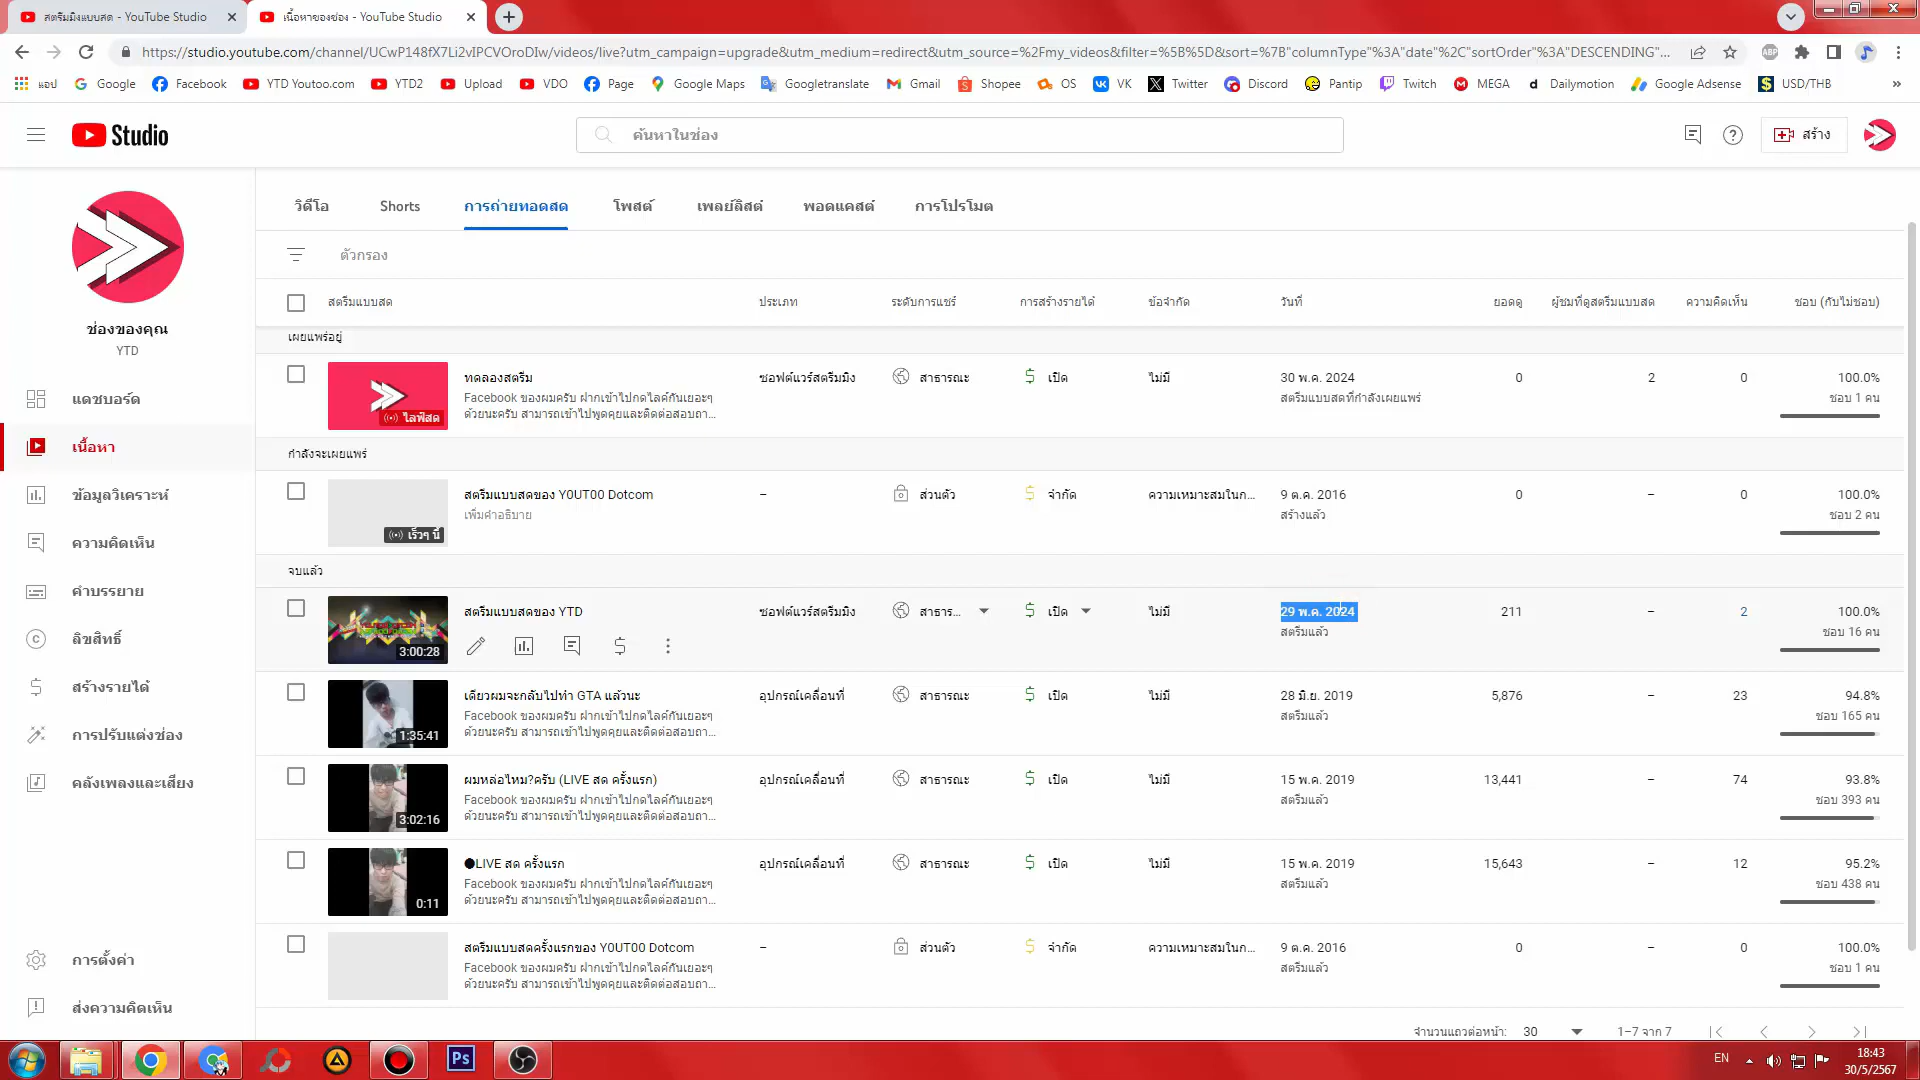 สตรีมมิงแบบสด - YouTube Studio
เนื้อหาของช่อง - YouTube Studio
https://studio.youtube.com/channel/UCwP148fX7Li2vIPCVOroDIw/videos/live?utm_campaign=upgrade&utm_medium=redirect&utm_source=%2Fmy_videos&filter=%5B%5D&sort=%7B"columnType"%3A"date"%2C"sortOrder"%3A"DESCENDING"...
แอป Google Facebook YTD Youtoo.com YTD2 Upload VDO Page Google Maps Googletranslate Gmail Shopee OS VK Twitter Discord Pantip Twitch MEGA Dailymotion Google Adsense USD/THB »
Studio
ค้นหาในช่อง
สร้าง
ช่องของคุณ
YTD
แดชบอร์ด
เนื้อหา
ข้อมูลวิเคราะห์
ความคิดเห็น
คำบรรยาย
ลิขสิทธิ์
สร้างรายได้
การปรับแต่งช่อง
คลังเพลงและเสียง
การตั้งค่า
ส่งความคิดเห็น
วิดีโอ Shorts การถ่ายทอดสด โพสต์ เพลย์ลิสต์ พอดแคสต์ การโปรโมต
ตัวกรอง
สตรีมแบบสด ประเภท ระดับการแชร์ การสร้างรายได้ ข้อจำกัด วันที่ ยอดดู ผู้ชมที่ดูสตรีมแบบสด ความคิดเห็น ชอบ (กับไม่ชอบ)
เผยแพร่อยู่
ทดลองสตรีม ซอฟต์แวร์สตรีมมิง สาธารณะ เปิด ไม่มี 30 พ.ค. 2024 0 2 0 100.0%
Facebook ของผมครับ ฝากเข้าไปกดไลค์กันเยอะๆ สตรีมแบบสดที่กำลังเผยแพร่ ชอบ 1 คน
ด้วยนะครับ สามารถเข้าไปพูดคุยและติดต่อสอบถา...
ไลฟ์สด
กำลังจะเผยแพร่
สตรีมแบบสดของ Y0UT00 Dotcom – ส่วนตัว จำกัด ความเหมาะสมในก... 9 ต.ค. 2016 0 – 0 100.0%
เพิ่มคำอธิบาย สร้างแล้ว ชอบ 2 คน
เร็วๆ นี้
จบแล้ว
สตรีมแบบสดของ YTD ซอฟต์แวร์สตรีมมิง สาธาร... เปิด ไม่มี 29 พ.ค. 2024 211 – 2 100.0%
สตรีมแล้ว ชอบ 16 คน
3:00:28
เดียวผมจะกลับไปทำ GTA แล้วนะ อุปกรณ์เคลื่อนที่ สาธารณะ เปิด ไม่มี 28 มิ.ย. 2019 5,876 – 23 94.8%
Facebook ของผมครับ ฝากเข้าไปกดไลค์กันเยอะๆ สตรีมแล้ว ชอบ 165 คน
ด้วยนะครับ สามารถเข้าไปพูดคุยและติดต่อสอบถา...
1:35:41
ผมหล่อไหม?ครับ (LIVE สด ครั้งแรก) อุปกรณ์เคลื่อนที่ สาธารณะ เปิด ไม่มี 15 พ.ค. 2019 13,441 – 74 93.8%
Facebook ของผมครับ ฝากเข้าไปกดไลค์กันเยอะๆ สตรีมแล้ว ชอบ 393 คน
ด้วยนะครับ สามารถเข้าไปพูดคุยและติดต่อสอบถา...
3:02:16
●LIVE สด ครั้งแรก อุปกรณ์เคลื่อนที่ สาธารณะ เปิด ไม่มี 15 พ.ค. 2019 15,643 – 12 95.2%
Facebook ของผมครับ ฝากเข้าไปกดไลค์กันเยอะๆ สตรีมแล้ว ชอบ 438 คน
ด้วยนะครับ สามารถเข้าไปพูดคุยและติดต่อสอบถา...
0:11
สตรีมแบบสดครั้งแรกของ Y0UT00 Dotcom – ส่วนตัว จำกัด ความเหมาะสมในก... 9 ต.ค. 2016 0 – 0 100.0%
Facebook ของผมครับ ฝากเข้าไปกดไลค์กันเยอะๆ สตรีมแล้ว ชอบ 1 คน
ด้วยนะครับ สามารถเข้าไปพูดคุยและติดต่อสอบถา...
จำนวนแถวต่อหน้า: 30 1–7 จาก 7
Ps
EN
18:43
30/5/2567